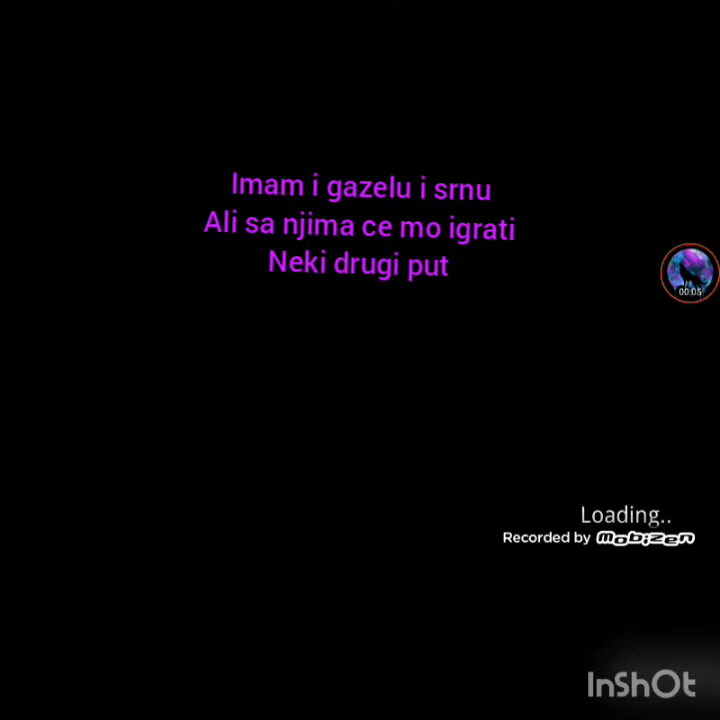 Imam i gazelu i srnu
Ali sa njima ce mo igrati
Neki drugi put
00:05
Loading..
Recorded by Mobizen
InShOt